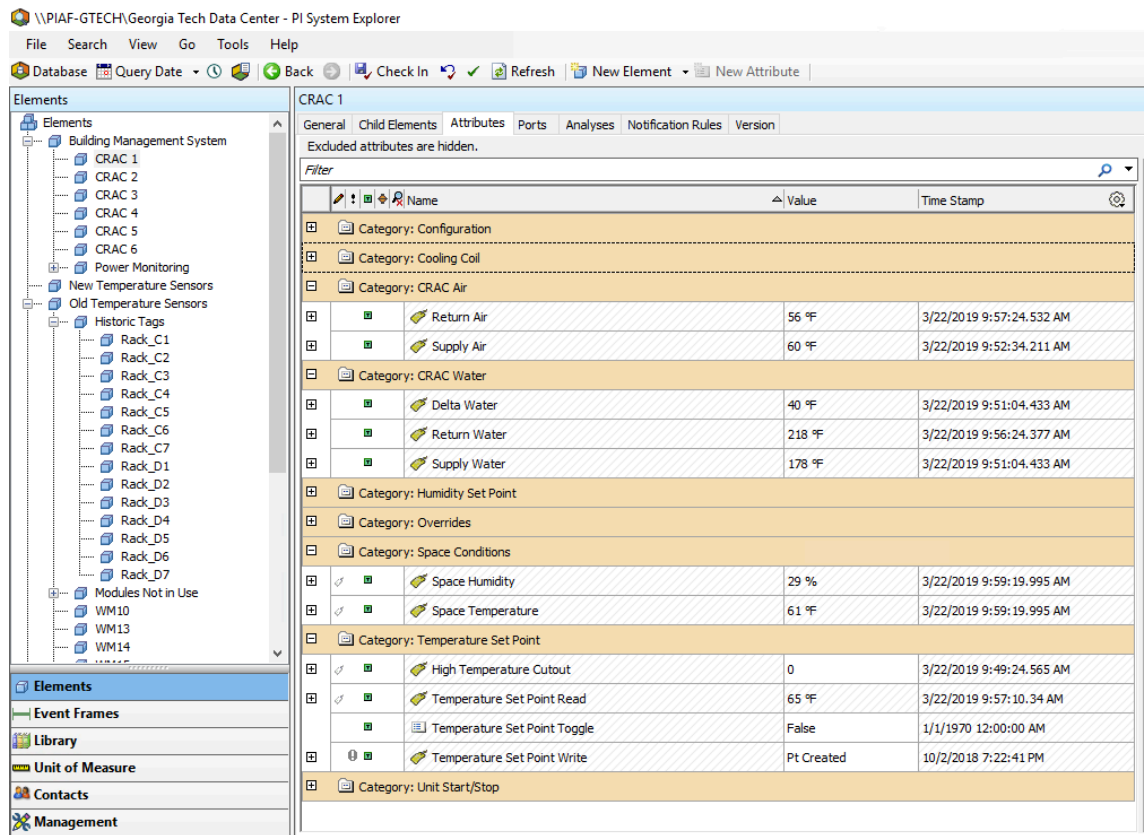 \\PIAF-GTECH\Georgia Tech Data Center - PI System Explorer
File Search View Go Tools Help
Database Query Date Back Check In Refresh New Element New Attribute
Elements
Elements
Building Management System
CRAC 1
CRAC 2
CRAC 3
CRAC 4
CRAC 5
CRAC 6
Power Monitoring
New Temperature Sensors
Old Temperature Sensors
Historic Tags
Rack_C1
Rack_C2
Rack_C3
Rack_C4
Rack_C5
Rack_C6
Rack_C7
Rack_D1
Rack_D2
Rack_D3
Rack_D4
Rack_D5
Rack_D6
Rack_D7
Modules Not in Use
WM10
WM13
WM14
Elements
Event Frames
Library
Unit of Measure
Contacts
Management
CRAC 1
General Child Elements Attributes Ports Analyses Notification Rules Version
Excluded attributes are hidden.
Filter
Name Value Time Stamp
Category: Configuration
Category: Cooling Coil
Category: CRAC Air
Return Air 56 °F 3/22/2019 9:57:24.532 AM
Supply Air 60 °F 3/22/2019 9:52:34.211 AM
Category: CRAC Water
Delta Water 40 °F 3/22/2019 9:51:04.433 AM
Return Water 218 °F 3/22/2019 9:56:24.377 AM
Supply Water 178 °F 3/22/2019 9:51:04.433 AM
Category: Humidity Set Point
Category: Overrides
Category: Space Conditions
Space Humidity 29 % 3/22/2019 9:59:19.995 AM
Space Temperature 61 °F 3/22/2019 9:59:19.995 AM
Category: Temperature Set Point
High Temperature Cutout 0 3/22/2019 9:49:24.565 AM
Temperature Set Point Read 65 °F 3/22/2019 9:57:10.34 AM
Temperature Set Point Toggle False 1/1/1970 12:00:00 AM
Temperature Set Point Write Pt Created 10/2/2018 7:22:41 PM
Category: Unit Start/Stop